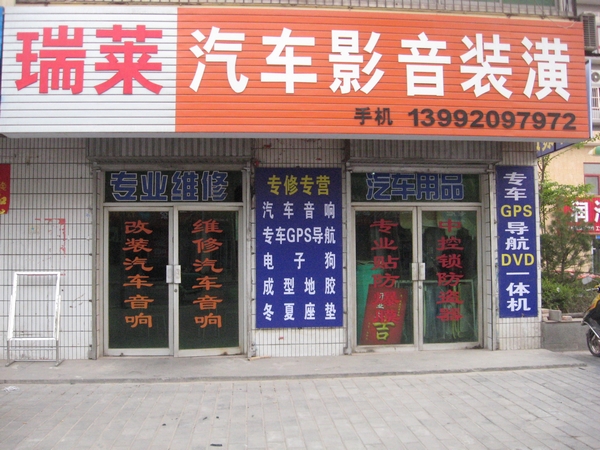 瑞莱 汽车影音装潢
手机 13992097972
专业维修
改装汽车音响
维修汽车音响
专修专营
汽车音响
专车GPS导航
电子狗
成型地胶
冬夏座垫
汽车用品
专业贴防
中控锁防盗器
专车
GPS
导航
DVD
一体机